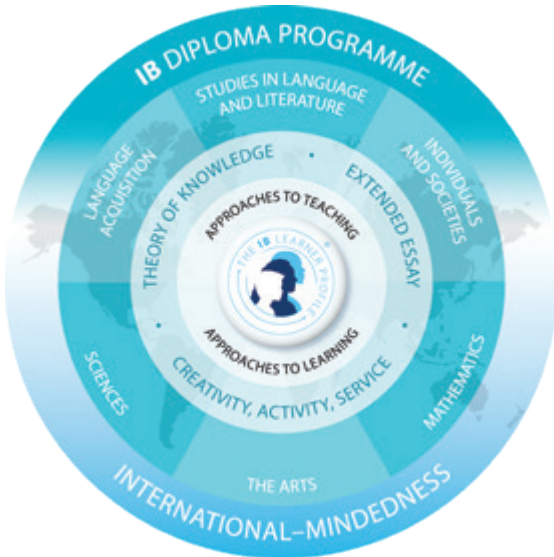 IB DIPLOMA PROGRAMME
STUDIES IN LANGUAGE
AND LITERATURE
LANGUAGE
ACQUISITION
INDIVIDUALS
AND SOCIETIES
THEORY OF KNOWLEDGE
EXTENDED ESSAY
APPROACHES TO TEACHING
THE IB LEARNER PROFILE
®
APPROACHES TO LEARNING
CREATIVITY, ACTIVITY, SERVICE
SCIENCES
MATHEMATICS
THE ARTS
INTERNATIONAL–MINDEDNESS